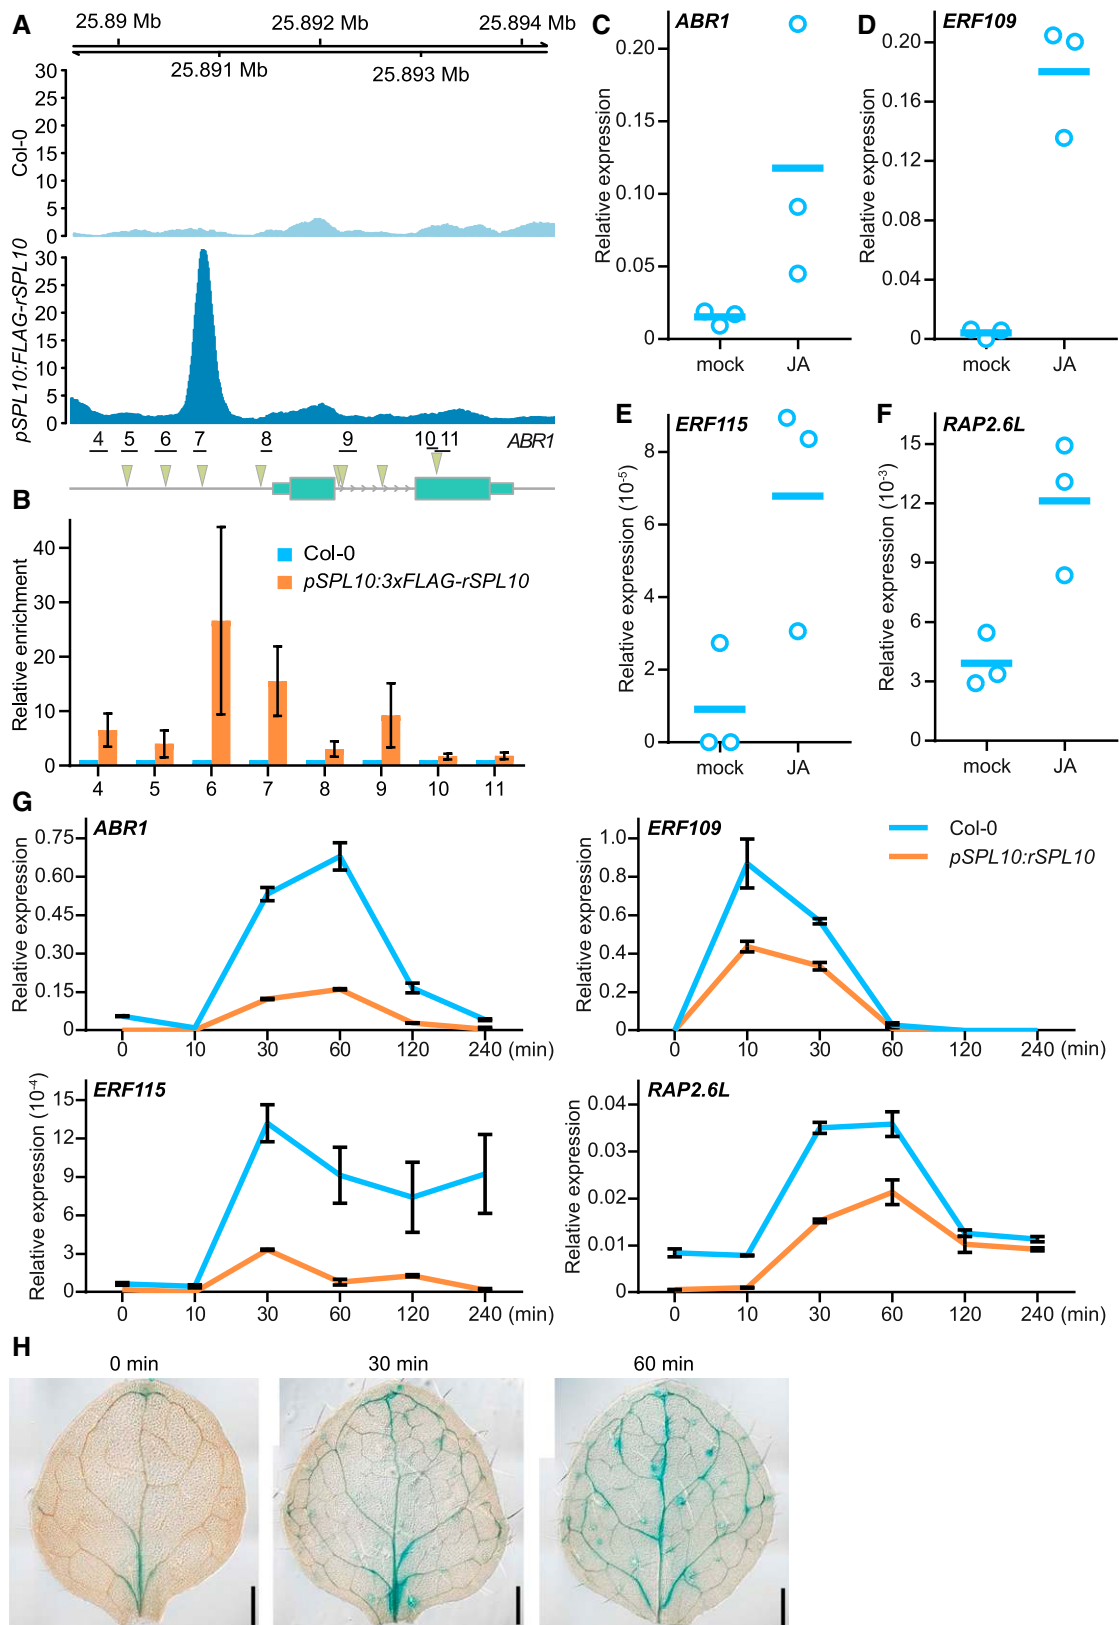 A
25.89 Mb 25.892 Mb 25.894 Mb
25.891 Mb 25.893 Mb
30
25
20
15
10
5
0
Col-0
30
25
20
15
10
5
0
pSPL10:FLAG-rSPL10
4 5 6 7 8 9 10 11 ABR1
B
Relative enrichment
40
30
20
10
0
Col-0
pSPL10:3xFLAG-rSPL10
4 5 6 7 8 9 10 11
C
ABR1
Relative expression
0.20
0.15
0.10
0.05
0
mock JA
D
ERF109
Relative expression
0.20
0.16
0.12
0.08
0.04
0
mock JA
E
ERF115
Relative expression (10⁻⁵)
8
6
4
2
0
mock JA
F
RAP2.6L
Relative expression (10⁻³)
15
12
9
6
3
0
mock JA
G
ABR1
Relative expression
0.75
0.60
0.45
0.30
0.15
0
0 10 30 60 120 240 (min)
ERF109
Relative expression
1.0
0.8
0.6
0.4
0.2
0
0 10 30 60 120 240 (min)
Col-0
pSPL10:rSPL10
ERF115
Relative expression (10⁻⁴)
15
12
9
6
3
0
0 10 30 60 120 240 (min)
RAP2.6L
Relative expression
0.04
0.03
0.02
0.01
0
0 10 30 60 120 240 (min)
H
0 min 30 min 60 min